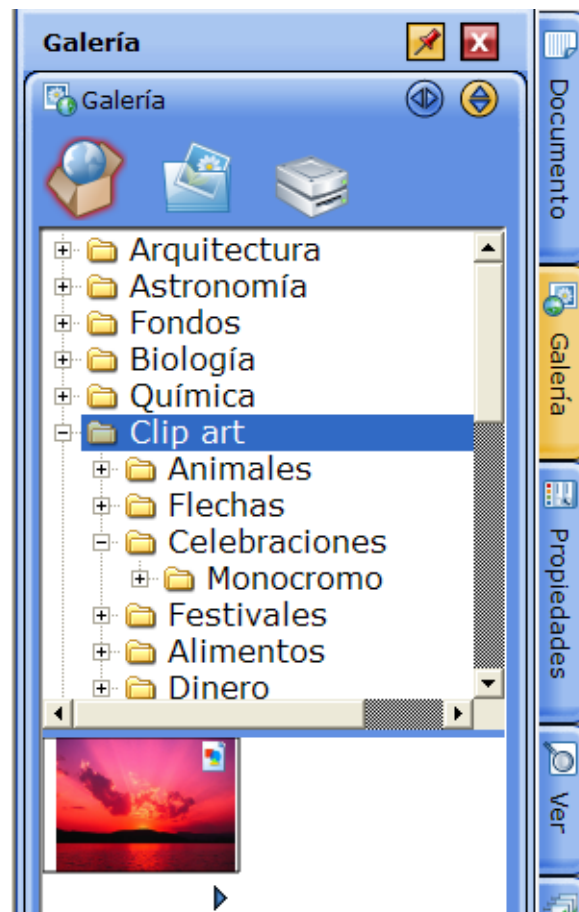 Galería
Galería
Arquitectura
Astronomía
Fondos
Biología
Química
Clip art
Animales
Flechas
Celebraciones
Monocromo
Festivales
Alimentos
Dinero
Documento
Galería
Propiedades
Ver